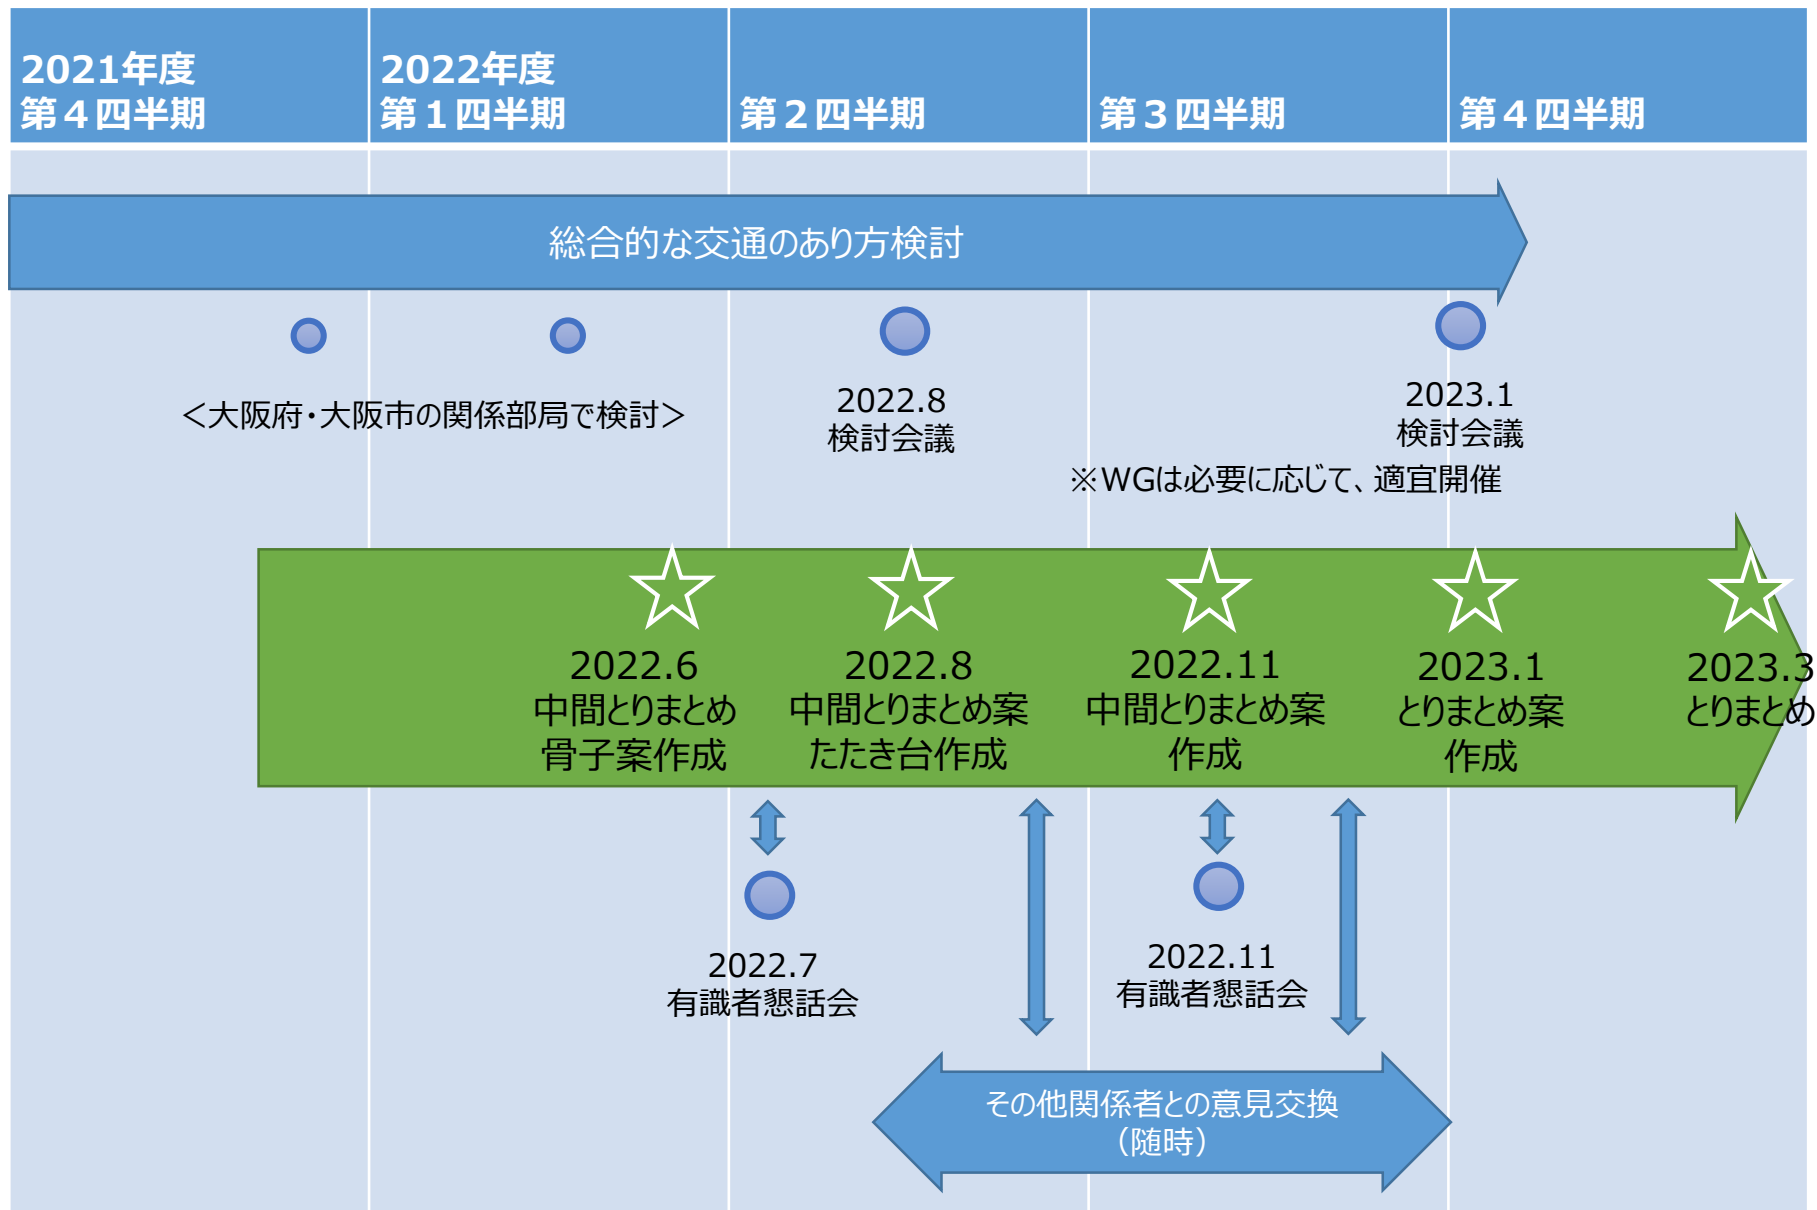 2021年度
第４四半期
2022年度
第１四半期
第２四半期
第３四半期
第４四半期
総合的な交通のあり方検討
＜大阪府・大阪市の関係部局で検討＞
2022.8
検討会議
2023.1
検討会議
※WGは必要に応じて、適宜開催
2022.6
中間とりまとめ
骨子案作成
2022.8
中間とりまとめ案
たたき台作成
2022.11
中間とりまとめ案
作成
2023.1
とりまとめ案
作成
2023.3
とりまとめ
2022.7
有識者懇話会
2022.11
有識者懇話会
その他関係者との意見交換
（随時）